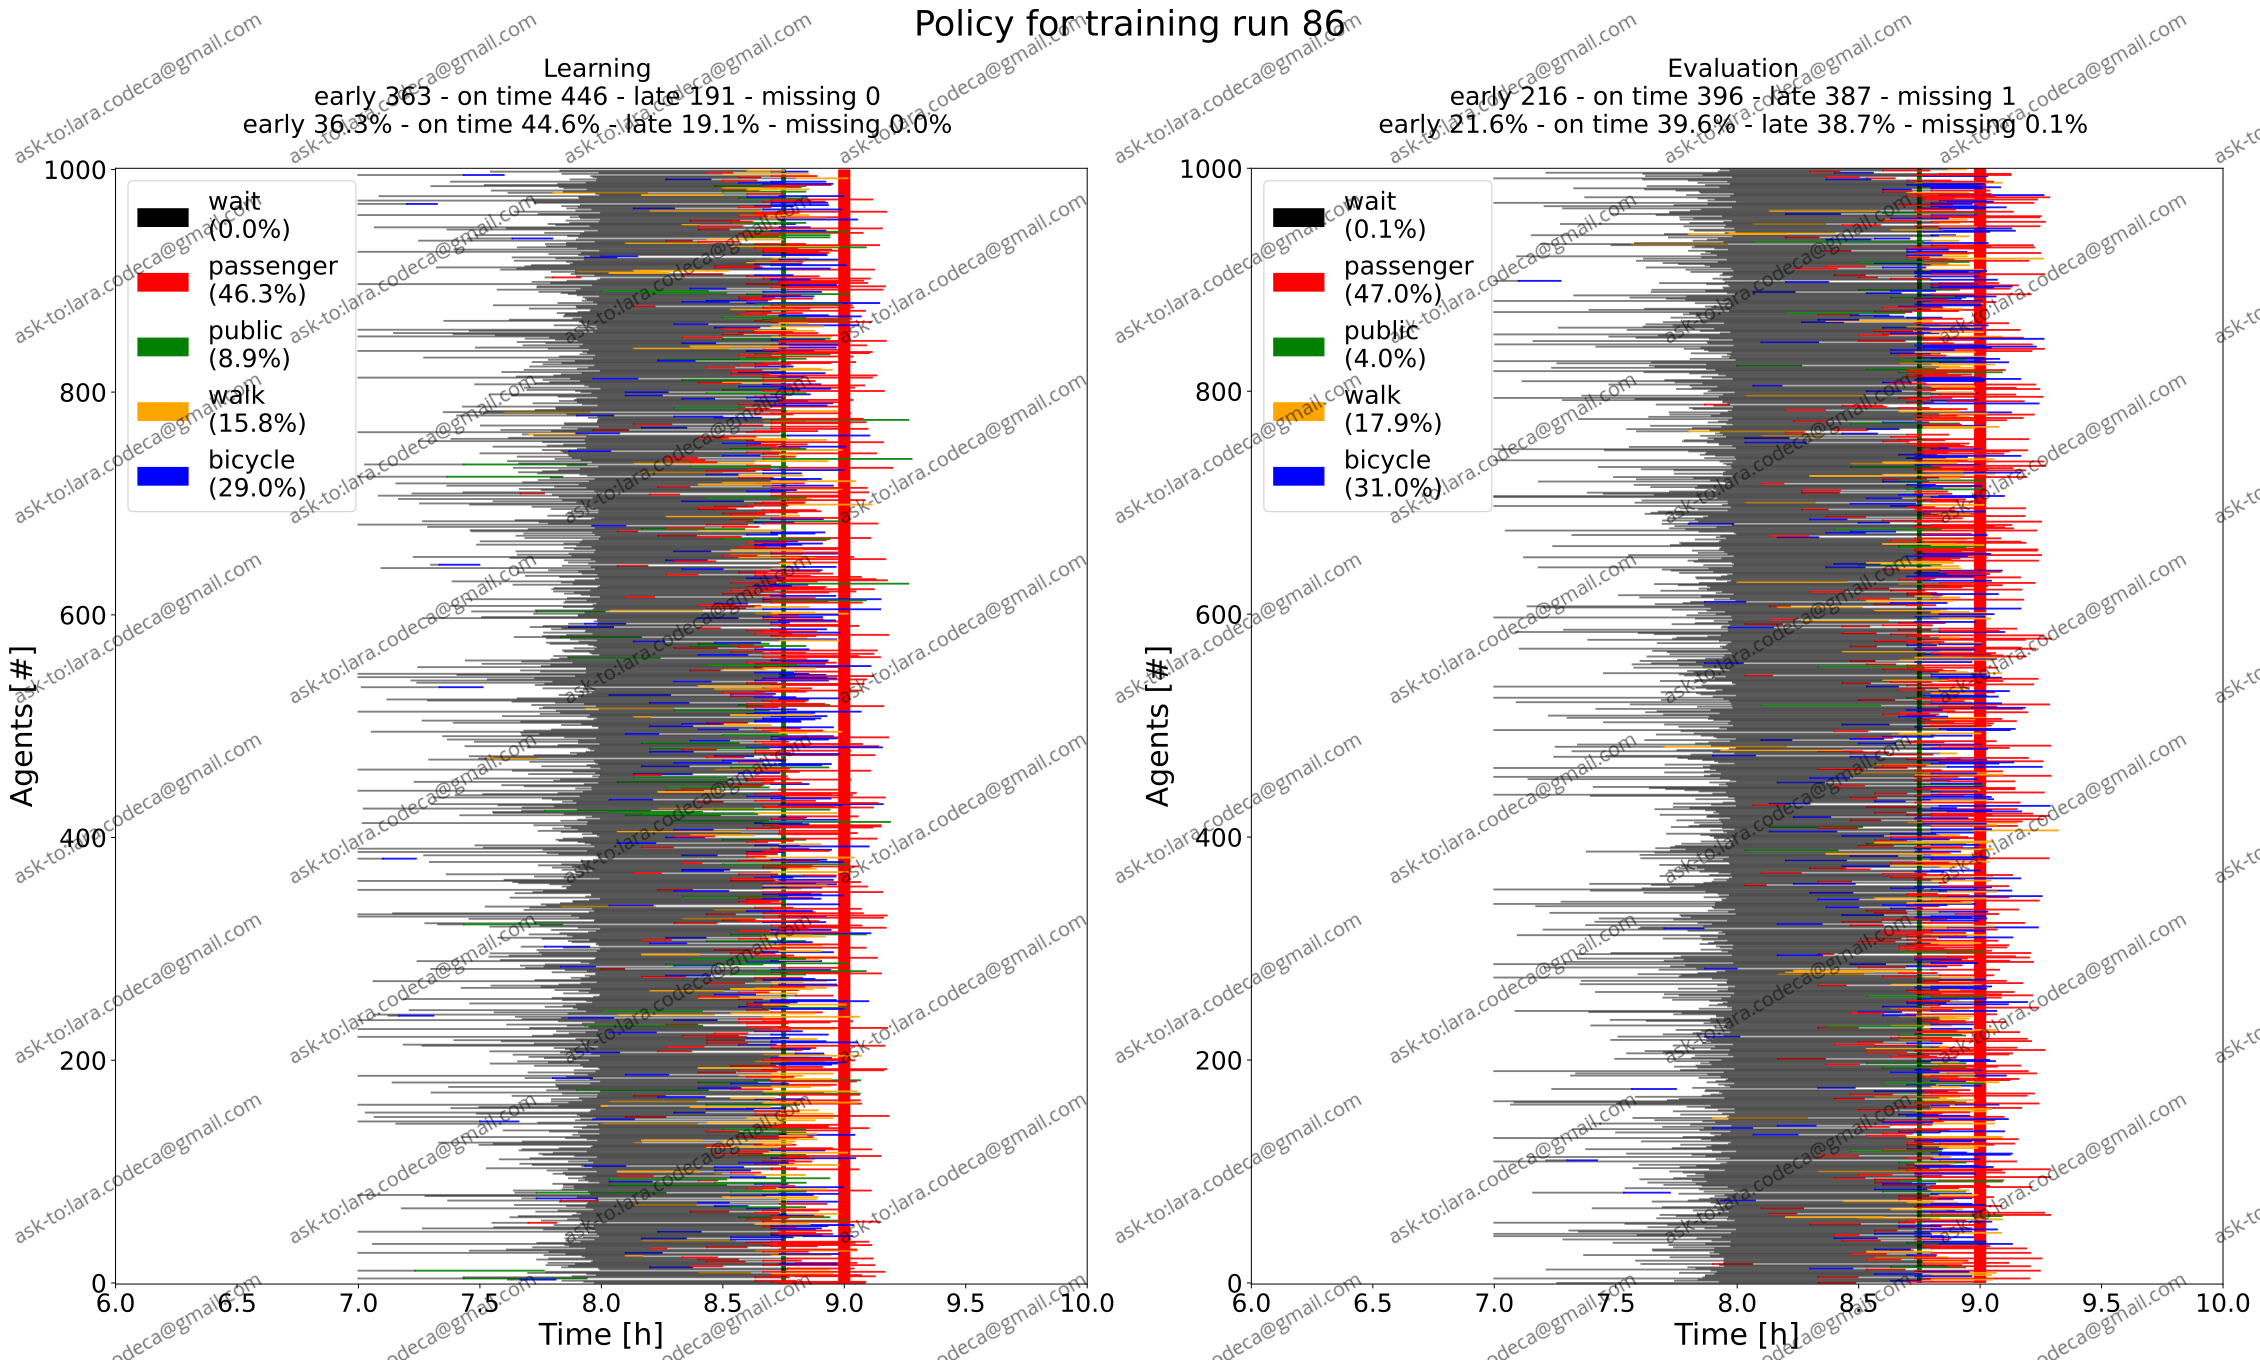 Policy for training run 86
Learning
early 363 - on time 446 - late 191 - missing 0
early 36.3% - on time 44.6% - late 19.1% - missing 0.0%
1000
800
600
400
200
0
Agents [#]
wait
(0.0%)
passenger
(46.3%)
public
(8.9%)
walk
(15.8%)
bicycle
(29.0%)
6.0 6.5 7.0 7.5 8.0 8.5 9.0 9.5 10.0
Time [h]
Evaluation
early 216 - on time 396 - late 387 - missing 1
early 21.6% - on time 39.6% - late 38.7% - missing 0.1%
1000
800
600
400
200
0
Agents [#]
wait
(0.1%)
passenger
(47.0%)
public
(4.0%)
walk
(17.9%)
bicycle
(31.0%)
6.0 6.5 7.0 7.5 8.0 8.5 9.0 9.5 10.0
Time [h]
ask-to:lara.codeca@gmail.com